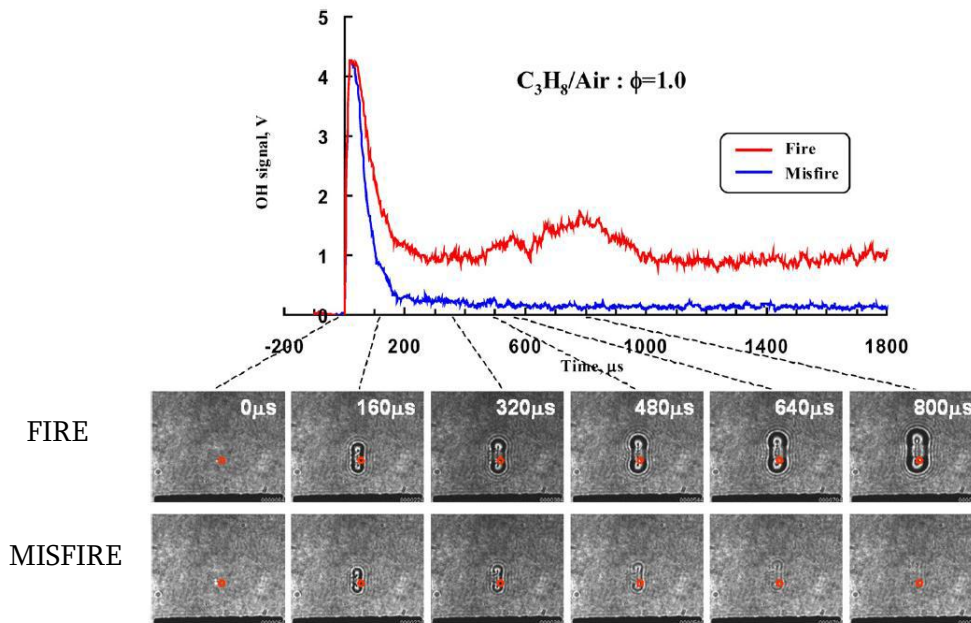 5
4
3
2
1
0
OH signal, V
C₃H₈/Air : ϕ=1.0
Fire
Misfire
-200 200 600 1000 1400 1800
Time, μs
FIRE
0μs 160μs 320μs 480μs 640μs 800μs
MISFIRE